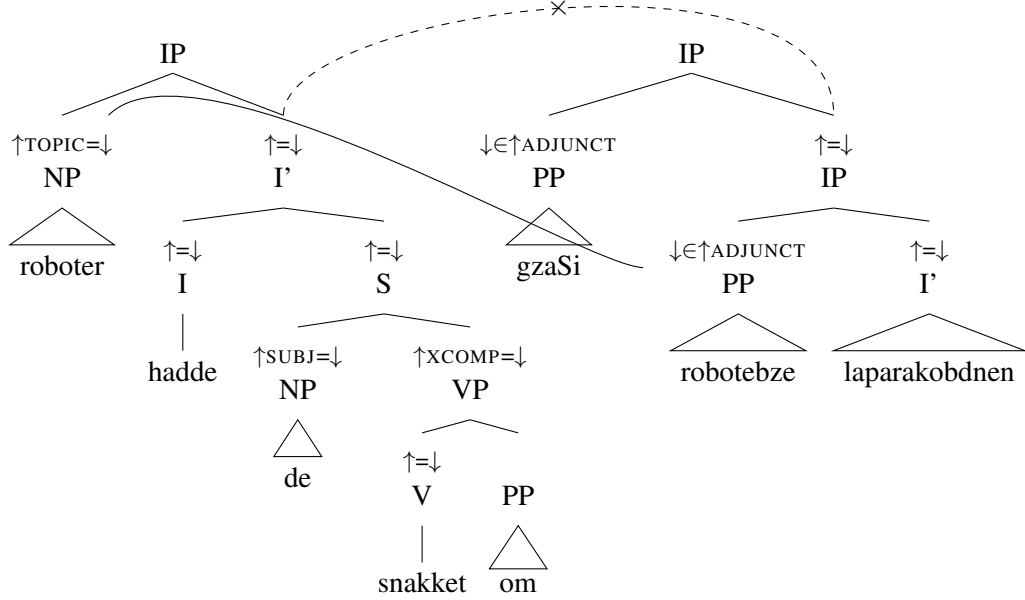 IP IP
↑TOPIC=↓ ↑=↓ ↓∈↑ADJUNCT ↑=↓
NP I’ PP IP
roboter ↑=↓ ↑=↓ gzaSi ↓∈↑ADJUNCT ↑=↓
I S PP I’
hadde ↑SUBJ=↓ ↑XCOMP=↓ robotebze laparakobdnen
NP VP
de ↑=↓
V PP
snakket om